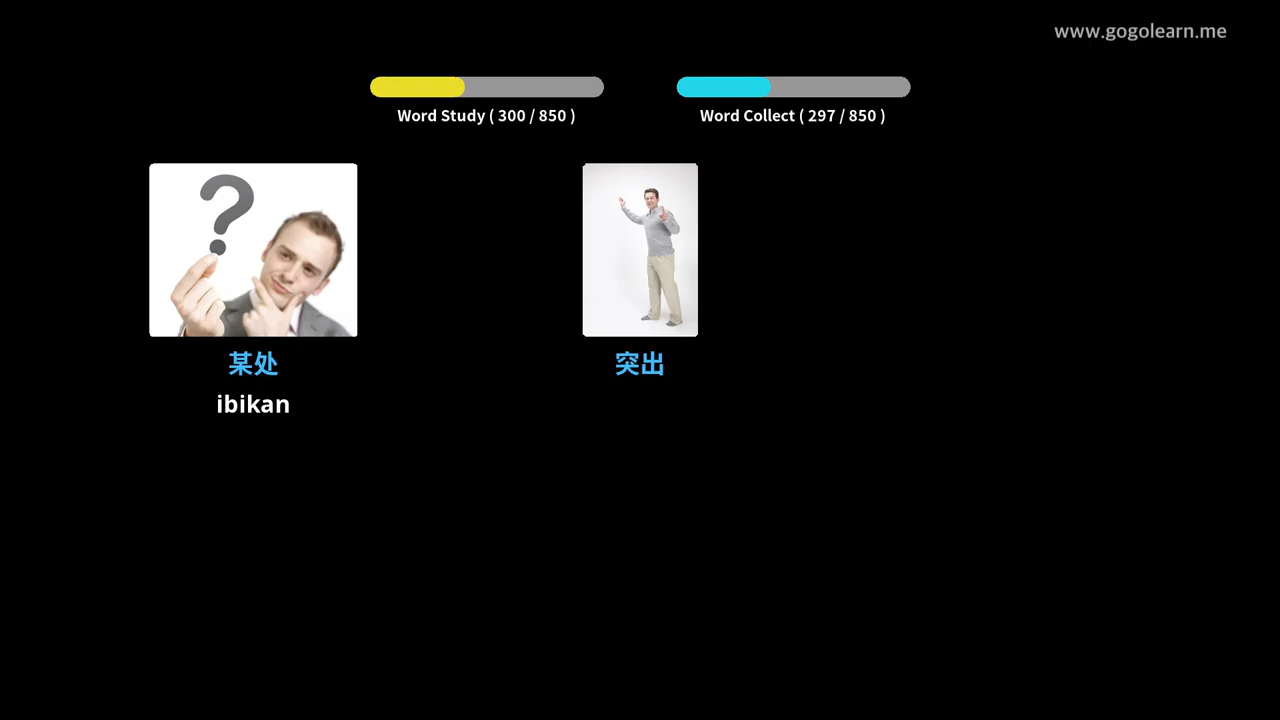 www.gogolearn.me
Word Study ( 300 / 850 )
Word Collect ( 297 / 850 )
?
某处
突出
ibikan